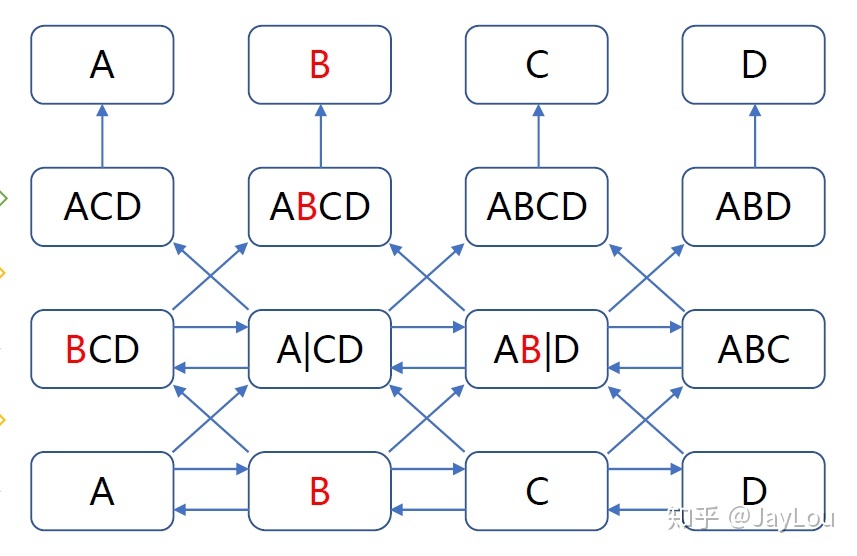 A B C D
ACD ABCD ABCD ABD
BCD A|CD AB|D ABC
A B C D
知乎 @JayLou